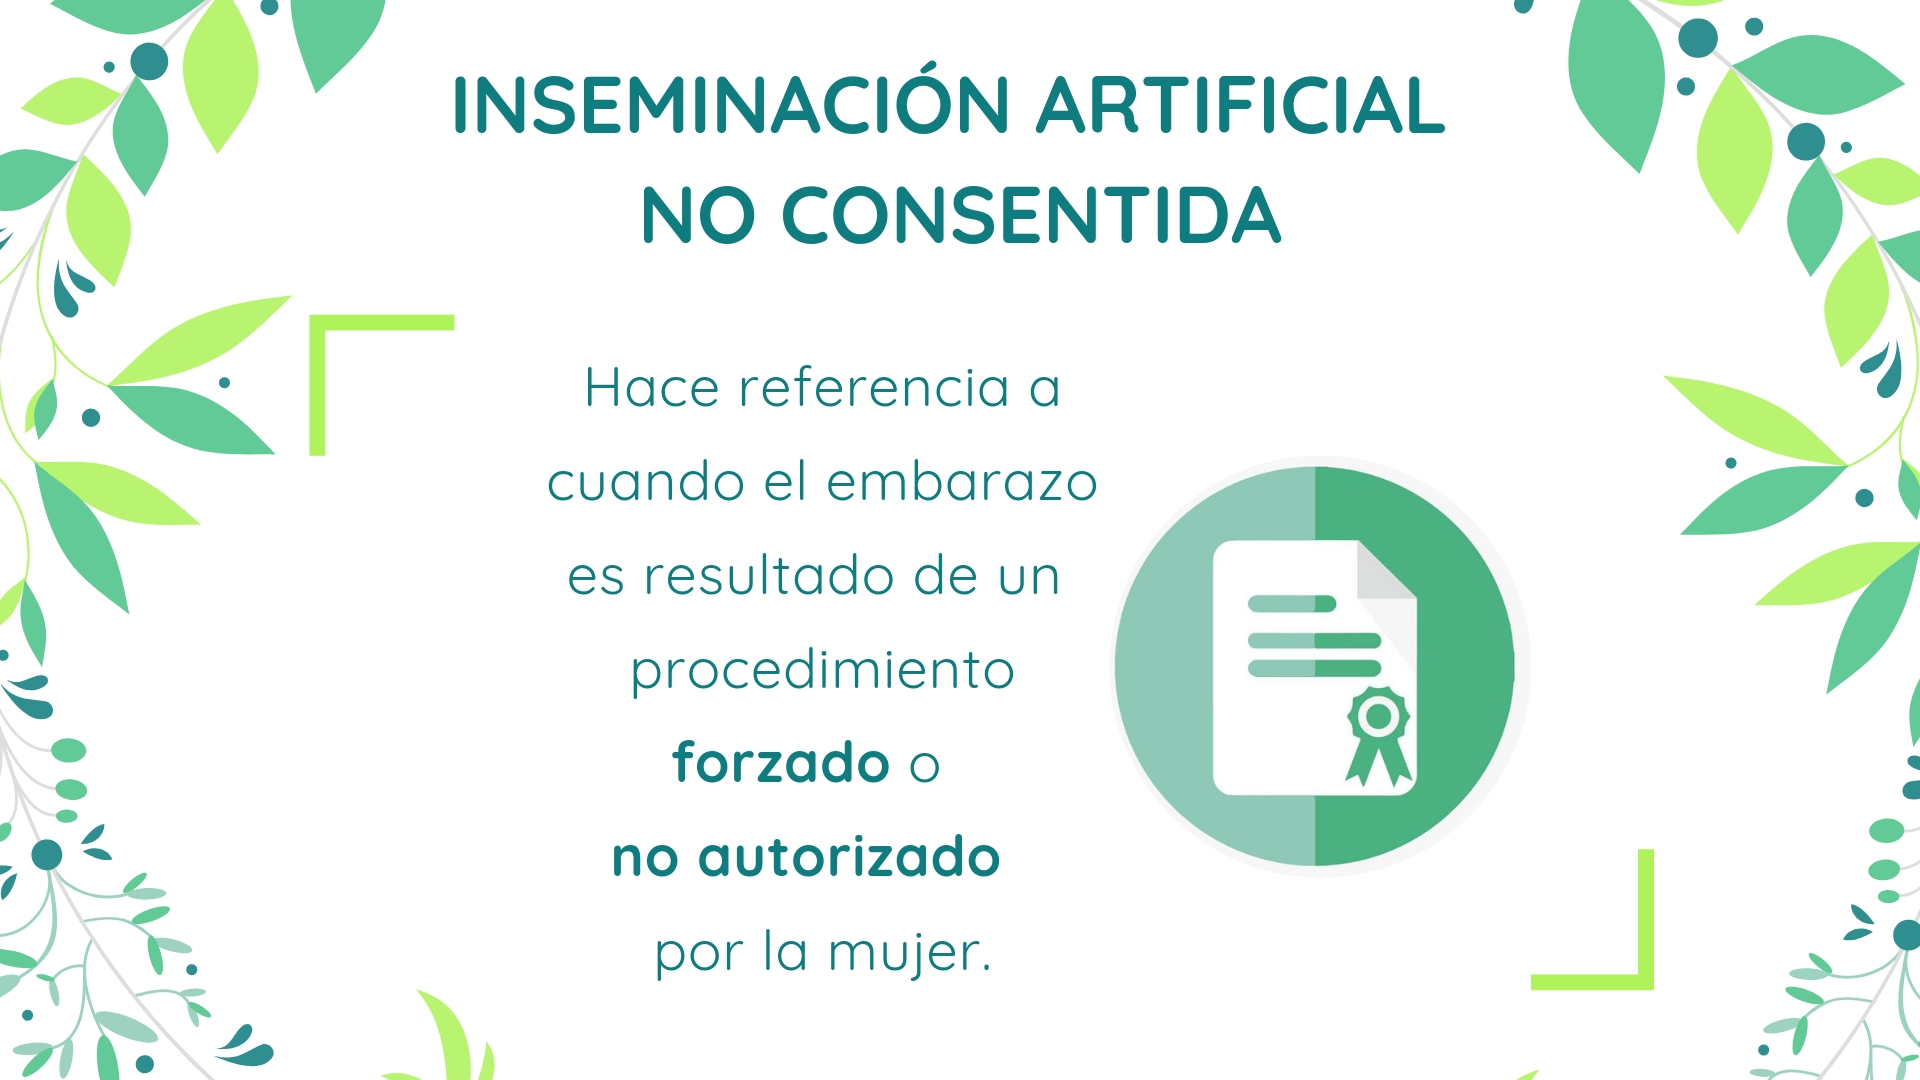 INSEMINACIÓN ARTIFICIAL
NO CONSENTIDA
Hace referencia a
cuando el embarazo
es resultado de un
procedimiento
forzado o
no autorizado
por la mujer.